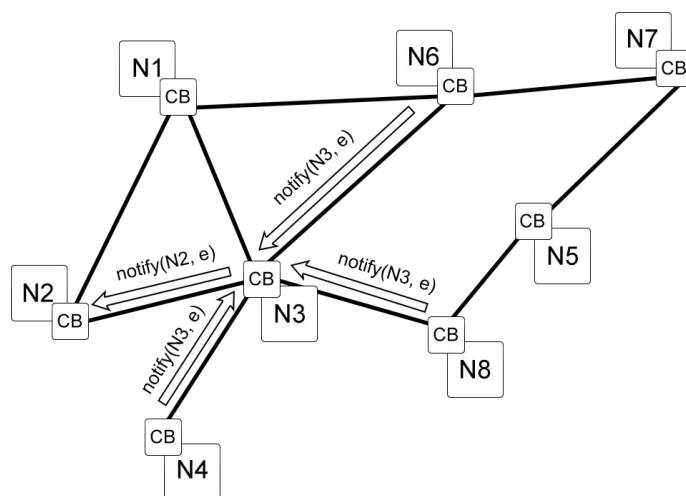 N7
N6
N1
CB
CB
CB
notify(N3, e)
CB
N5
notify(N2, e)
notify(N3, e)
CB
N2
CB
N3
notify(N3, e)
CB
N8
CB
N4